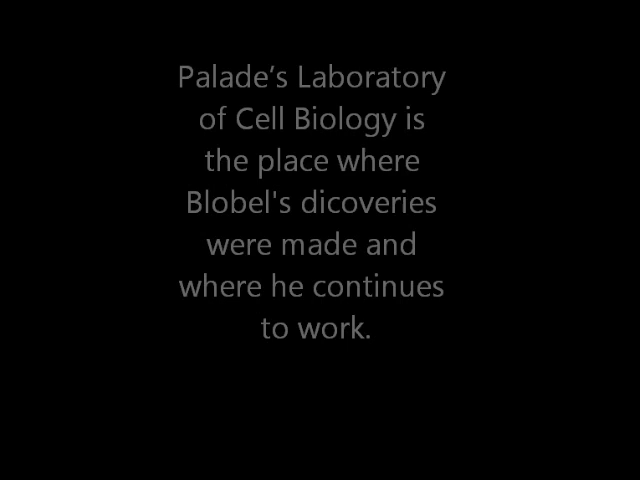 Palade’s Laboratory
of Cell Biology is
the place where
Blobel's dicoveries
were made and
where he continues
to work.